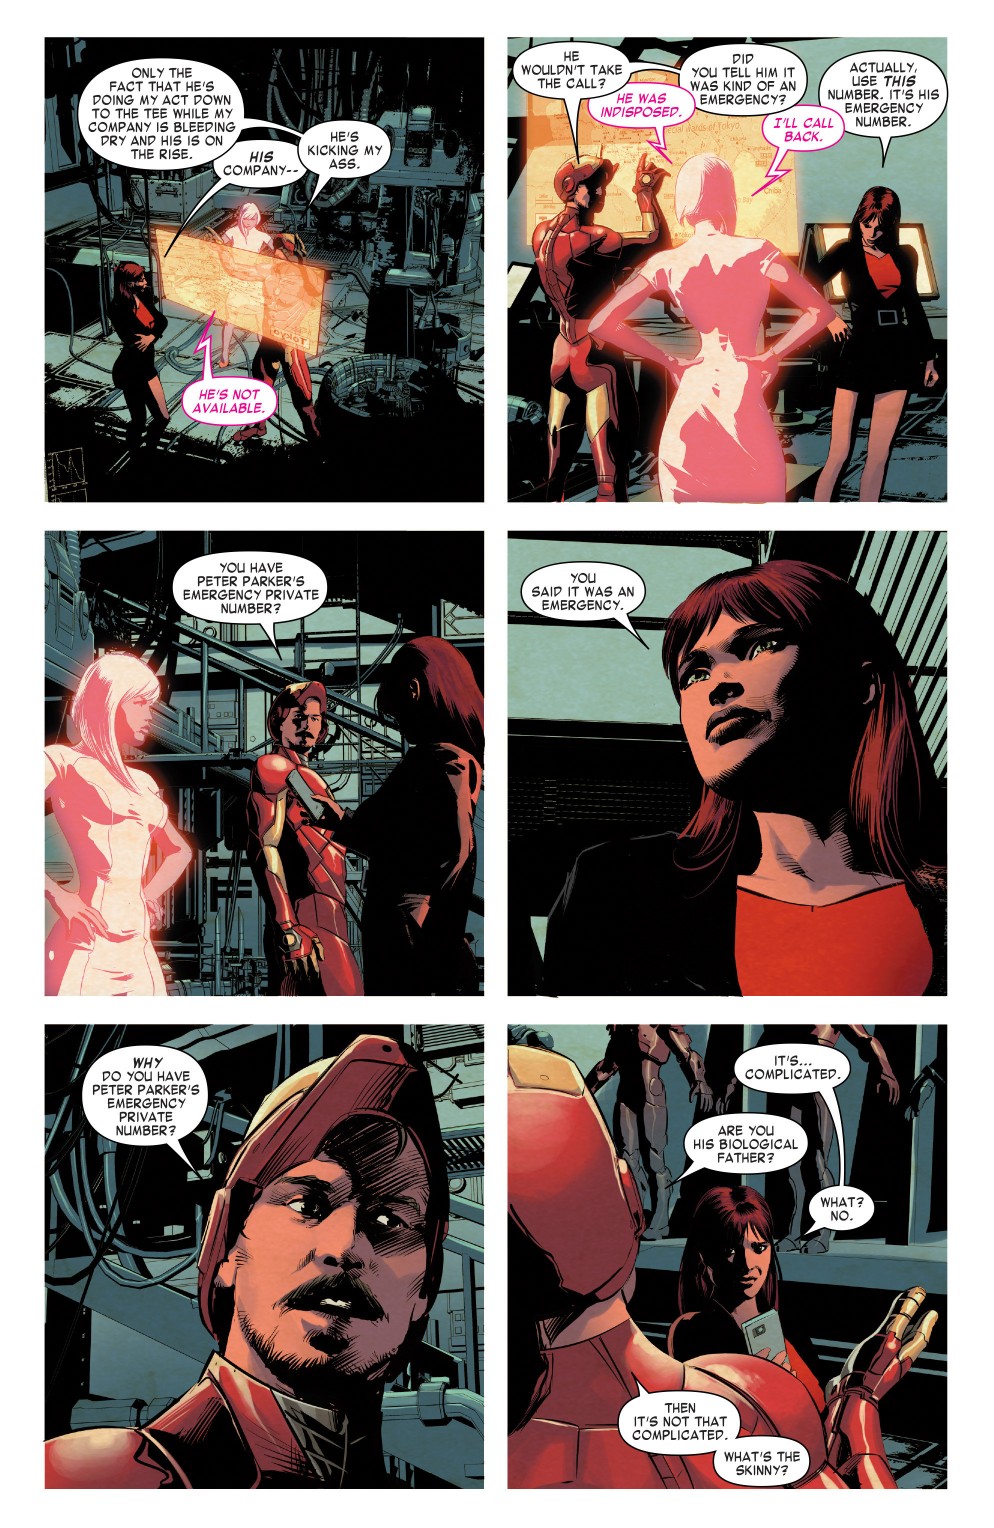 ONLY THE
FACT THAT HE'S
DOING MY ACT DOWN
TO THE TEE WHILE MY
COMPANY IS BLEEDING
DRY AND HIS IS ON
THE RISE.
HIS
COMPANY--
HE'S
KICKING MY
ASS.
HE'S NOT
AVAILABLE.
Tokyo
HE
WOULDN'T TAKE
THE CALL?
HE WAS
INDISPOSED.
DID
YOU TELL HIM IT
WAS KIND OF AN
EMERGENCY?
I'LL CALL
BACK.
ACTUALLY,
USE THIS
NUMBER. IT'S HIS
EMERGENCY
NUMBER.
wards of Tokyo
YOU HAVE
PETER PARKER'S
EMERGENCY PRIVATE
NUMBER?
YOU
SAID IT WAS AN
EMERGENCY.
WHY
DO YOU HAVE
PETER PARKER'S
EMERGENCY
PRIVATE
NUMBER?
IT'S...
COMPLICATED.
ARE YOU
HIS BIOLOGICAL
FATHER?
WHAT?
NO.
THEN
IT'S NOT THAT
COMPLICATED.
WHAT'S THE
SKINNY?